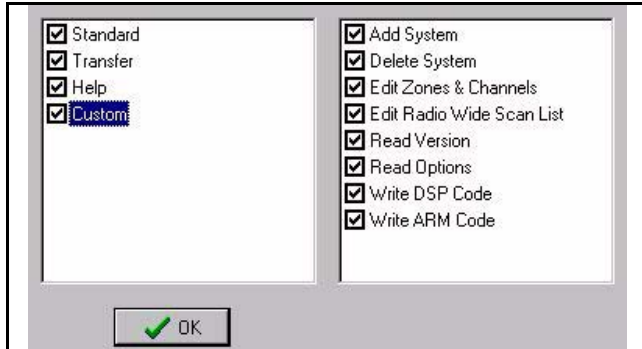 Standard
Transfer
Help
Custom
Add System
Delete System
Edit Zones & Channels
Edit Radio Wide Scan List
Read Version
Read Options
Write DSP Code
Write ARM Code
OK